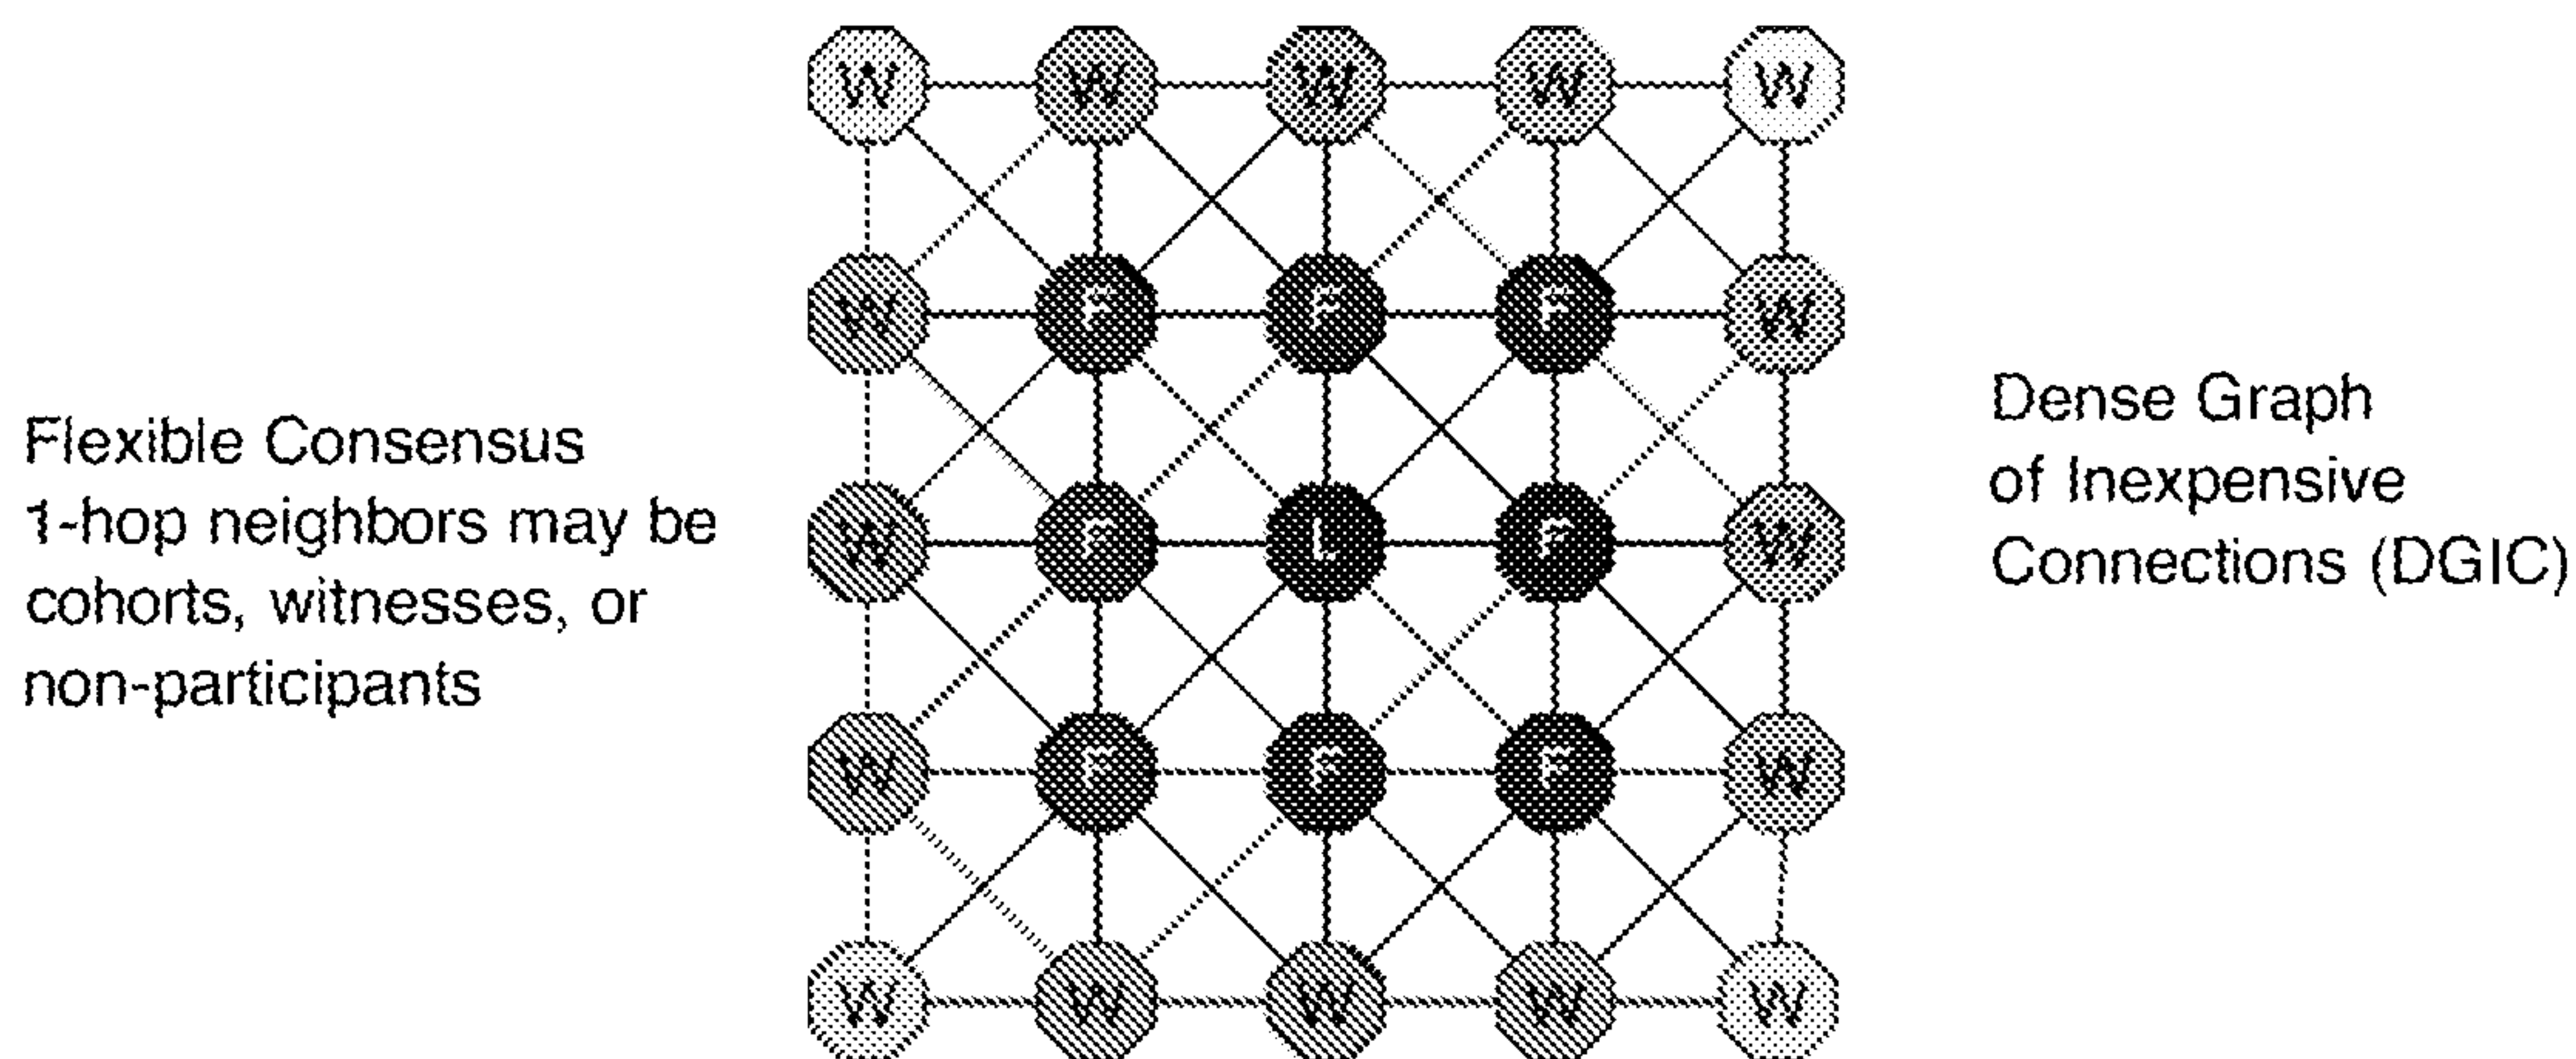 W W W W W
W F F F W
Flexible Consensus
1-hop neighbors may be
cohorts, witnesses, or
non-participants
W F L F W
Dense Graph
of Inexpensive
Connections (DGIC)
W F F F W
W W W W W